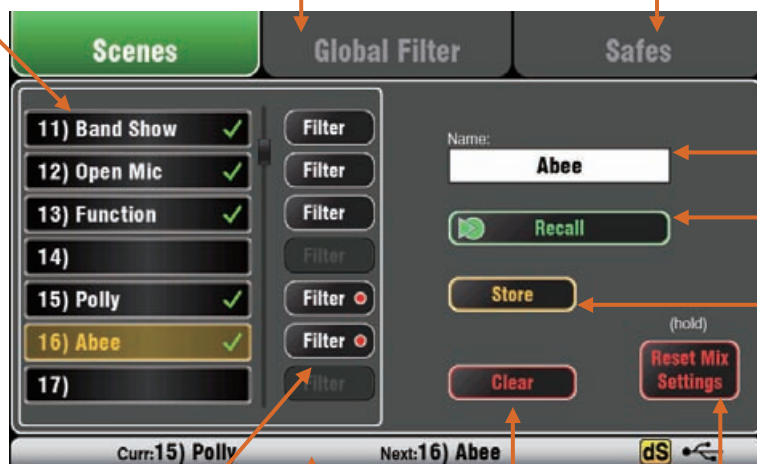 Scenes
Global Filter
Safes
11) Band Show
Filter
12) Open Mic
Filter
13) Function
Filter
14)
Filter
15) Polly
Filter
16) Abee
Filter
17)
Filter
Name:
Abee
Recall
Store
Clear
(hold)
Reset Mix
Settings
Curr:15) Polly
Next:16) Abee
dS